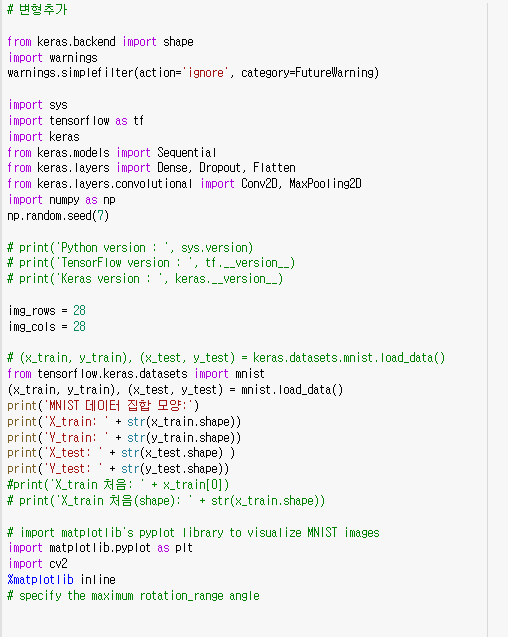 # 변형추가
from keras.backend import shape
import warnings
warnings.simplefilter(action='ignore', category=FutureWarning)
import sys
import tensorflow as tf
import keras
from keras.models import Sequential
from keras.layers import Dense, Dropout, Flatten
from keras.layers.convolutional import Conv2D, MaxPooling2D
import numpy as np
np.random.seed(7)
# print('Python version : ', sys.version)
# print('TensorFlow version : ', tf.__version__)
# print('Keras version : ', keras.__version__)
img_rows = 28
img_cols = 28
# (x_train, y_train), (x_test, y_test) = keras.datasets.mnist.load_data()
from tensorflow.keras.datasets import mnist
(x_train, y_train), (x_test, y_test) = mnist.load_data()
print('MNIST 데이터 집합 모양:')
print('X_train: ' + str(x_train.shape))
print('Y_train: ' + str(y_train.shape))
print('X_test: ' + str(x_test.shape) )
print('Y_test: ' + str(y_test.shape))
#print('X_train 처음: ' + x_train[0])
# print('X_train 처음(shape): ' + str(x_train.shape))
# import matplotlib's pyplot library to visualize MNIST images
import matplotlib.pyplot as plt
import cv2
%matplotlib inline
# specify the maximum rotation_range angle